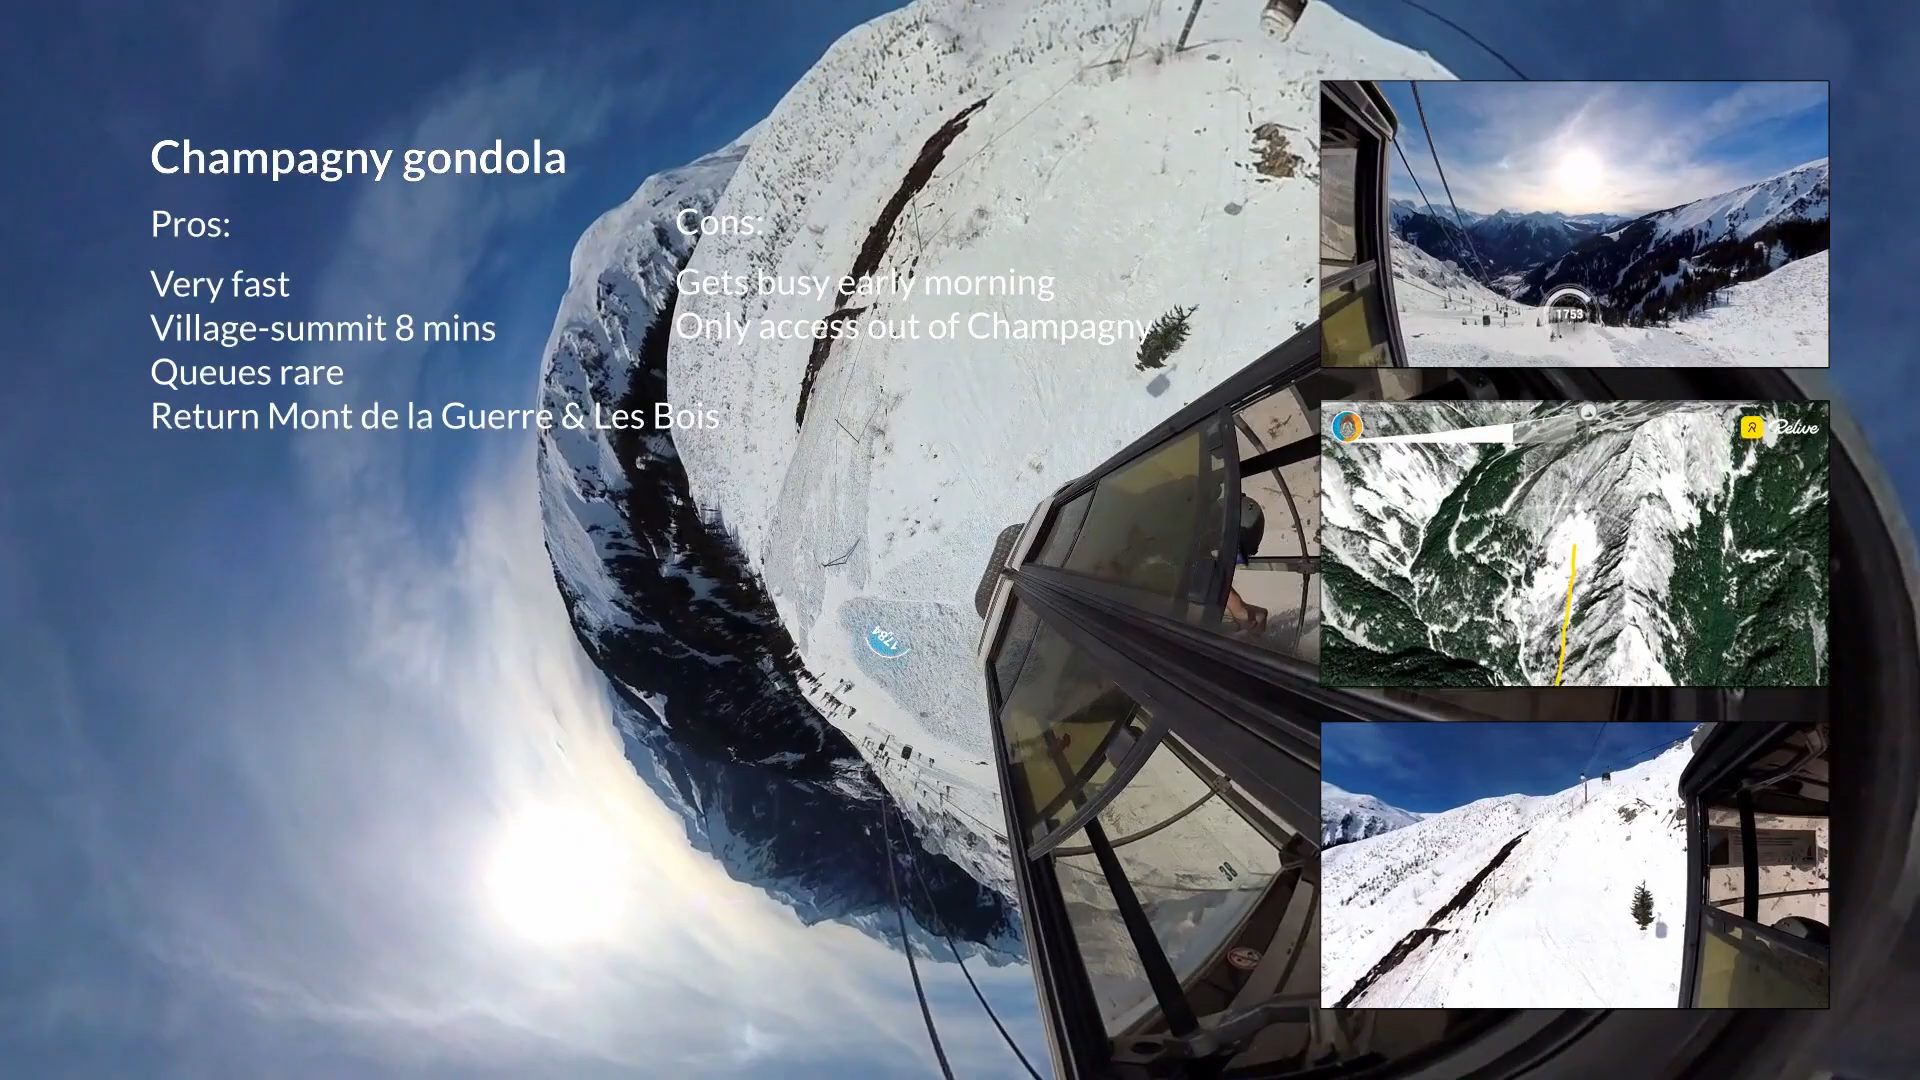 Champagny gondola
Pros:
Very fast
Village-summit 8 mins
Queues rare
Return Mont de la Guerre & Les Bois
Cons:
Gets busy early morning
Only access out of Champagny
1753
Relive
1784
38